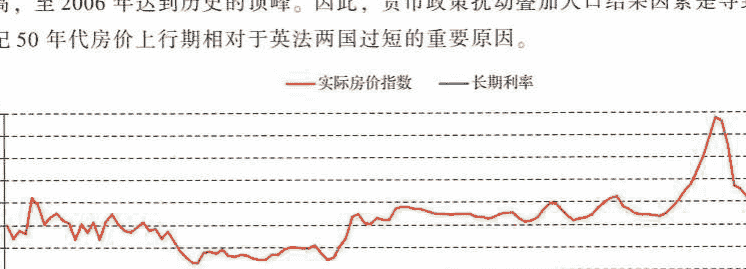 高，至 2006 年达到历史的顶峰。因此，货币政策扰动叠加人口结果因素是导致
纪 50 年代房价上行期相对于英法两国过短的重要原因。
实际房价指数 长期利率